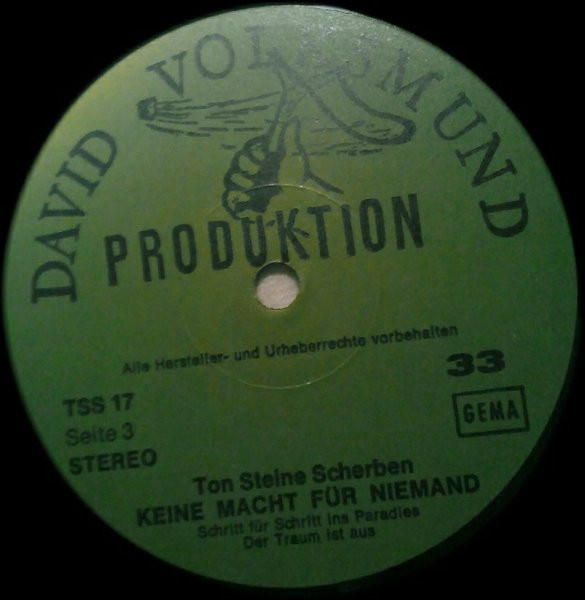 DAVID VOLKSMUND
PRODUKTION
Alle Hersteller- und Urheberrechte vorbehalten
33
TSS 17
GEMA
Seite 3
STEREO
Ton Steine Scherben
KEINE MACHT FÜR NIEMAND
Schritt für Schritt ins Paradies
Der Traum ist aus